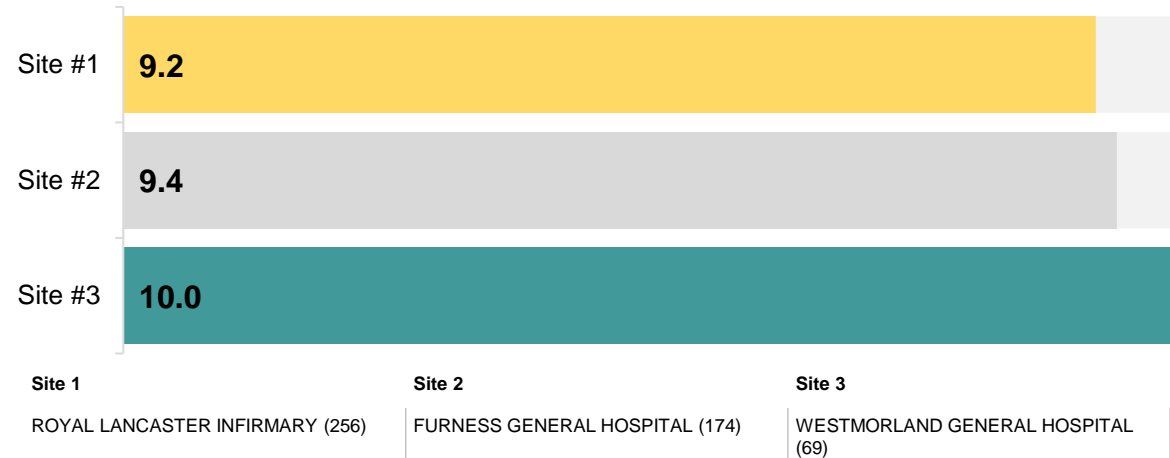 Site #1
9.2
Site #2
9.4
Site #3
10.0
Site 1
Site 2
Site 3
ROYAL LANCASTER INFIRMARY (256)
FURNESS GENERAL HOSPITAL (174)
WESTMORLAND GENERAL HOSPITAL
(69)